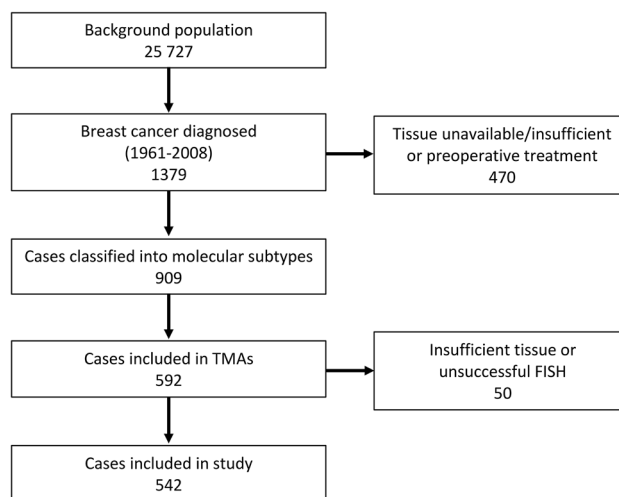 Background population
25 727
Breast cancer diagnosed
(1961-2008)
1379
Tissue unavailable/insufficient
or preoperative treatment
470
Cases classified into molecular subtypes
909
Cases included in TMAs
592
Insufficient tissue or
unsuccessful FISH
50
Cases included in study
542